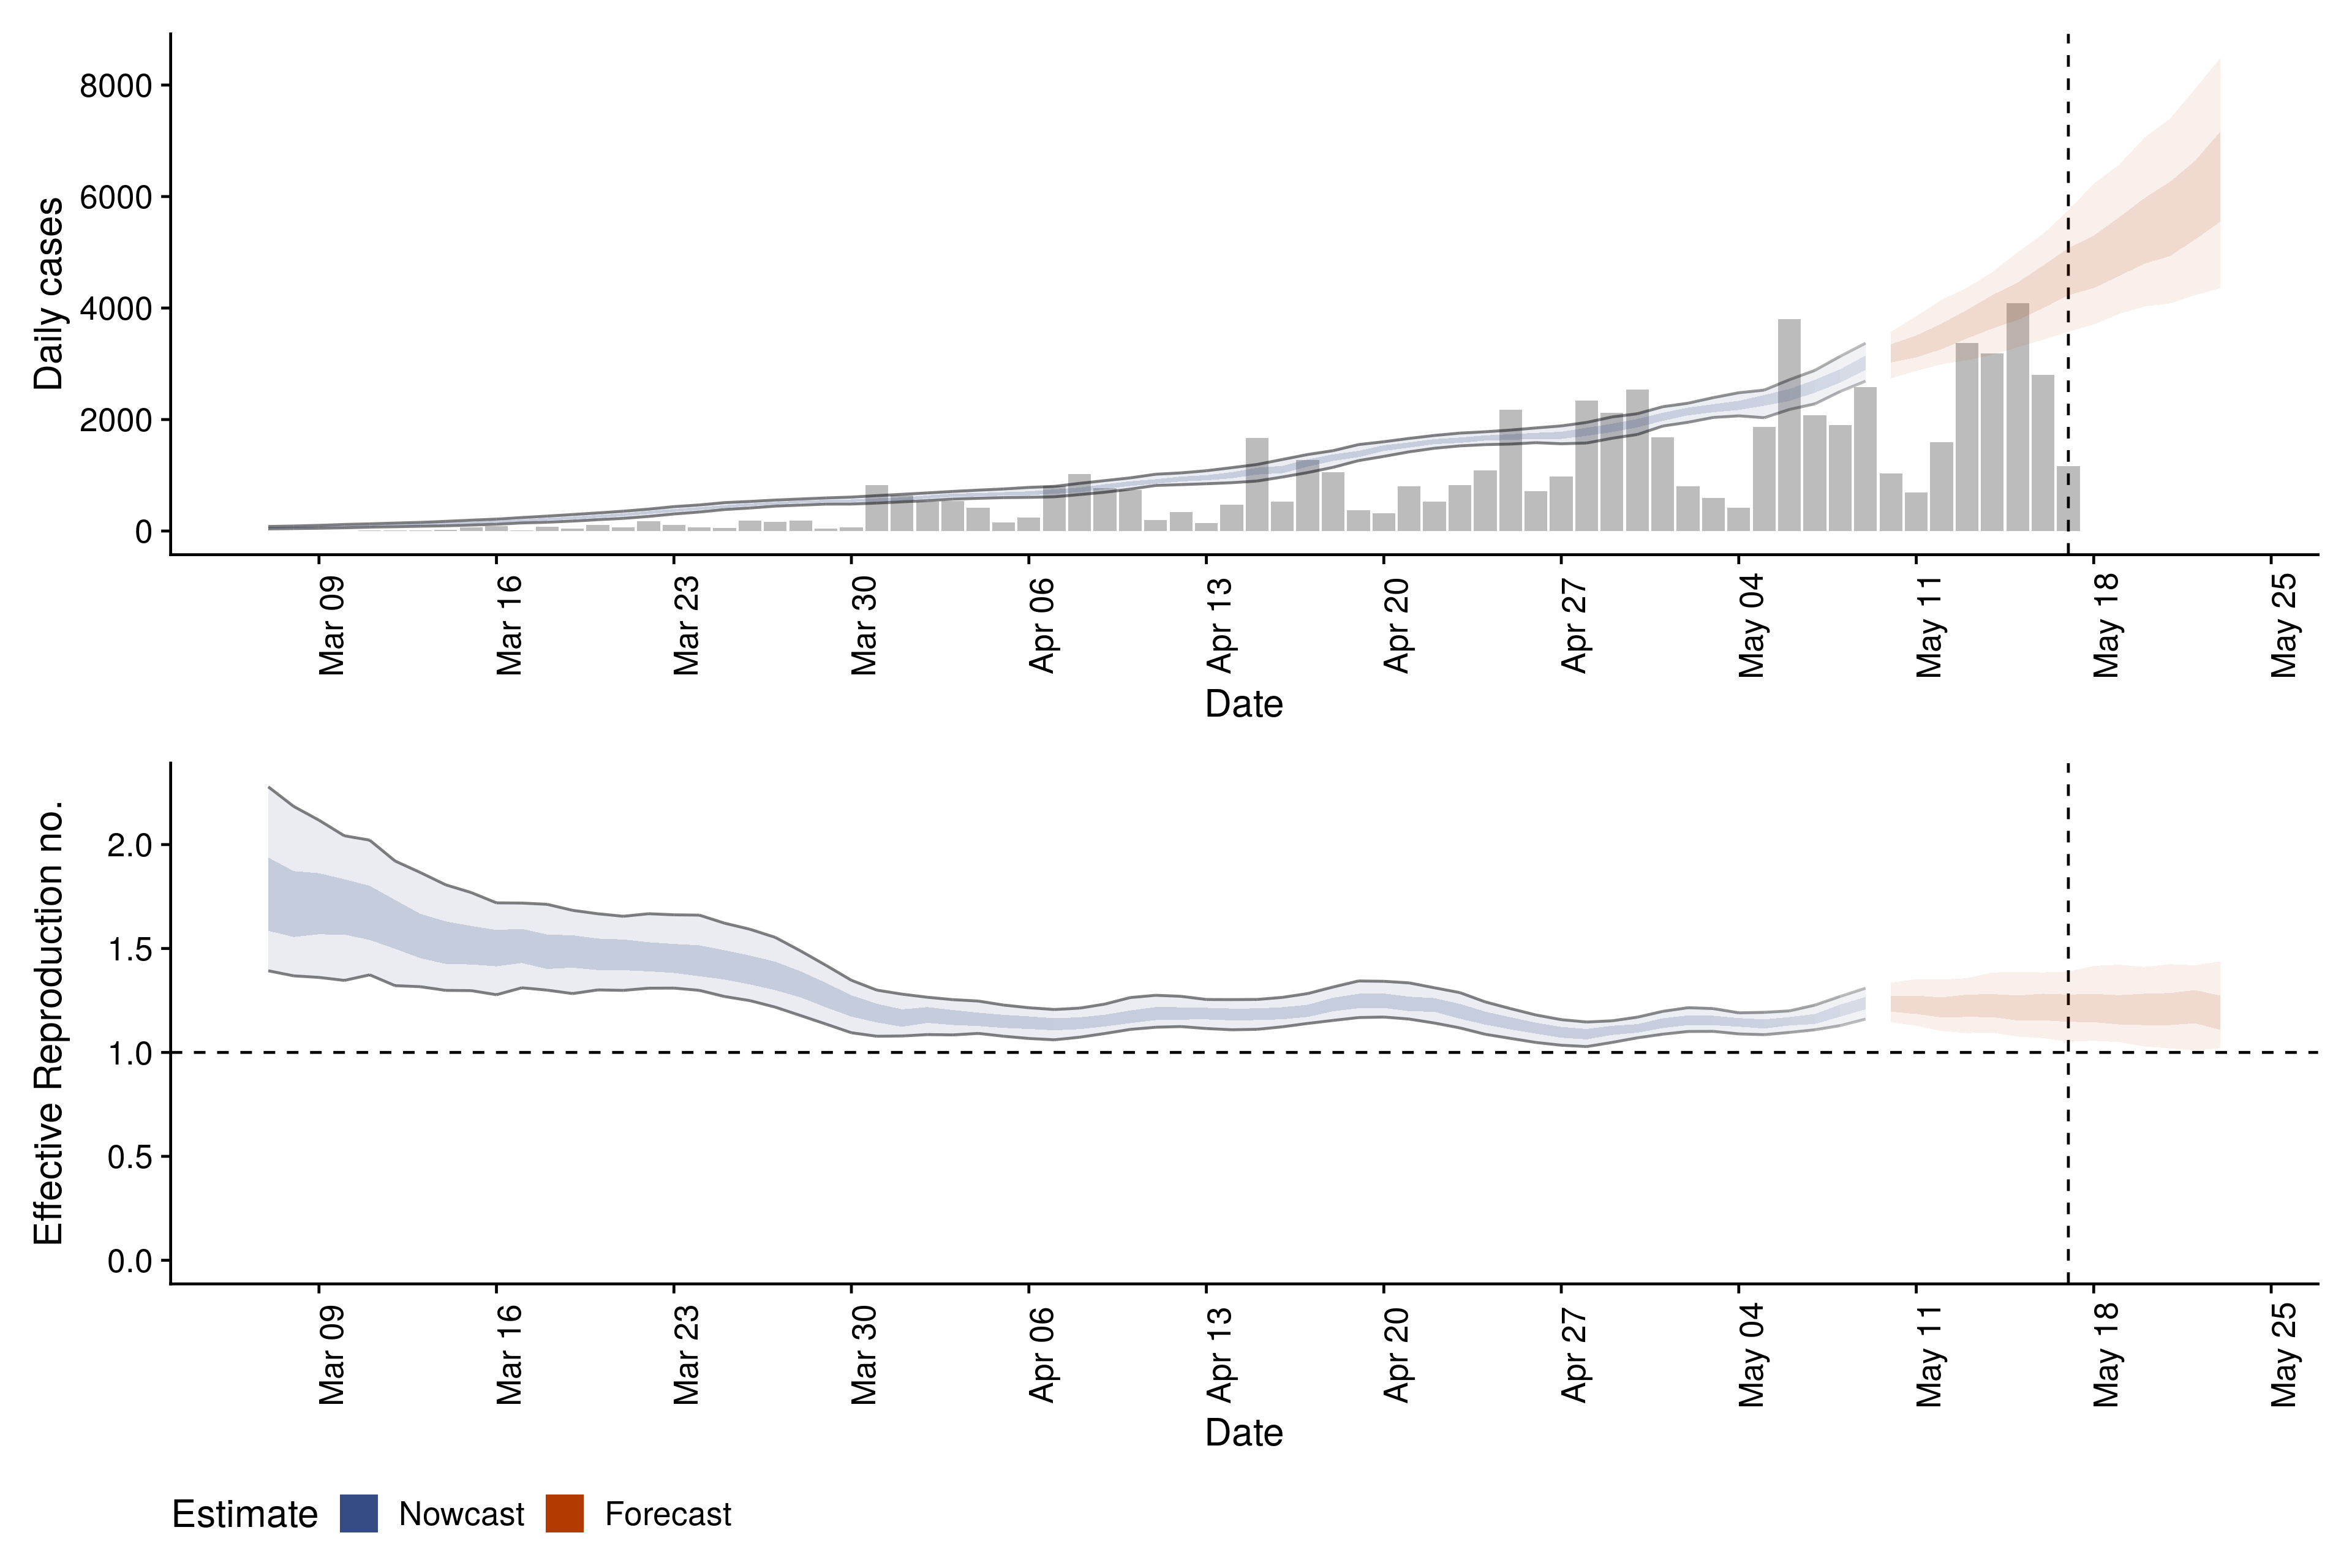 Daily cases
8000
6000
4000
2000
0
Mar 09 Mar 16 Mar 23 Mar 30 Apr 06 Apr 13 Apr 20 Apr 27 May 04 May 11 May 18 May 25
Date
Effective Reproduction no.
2.0
1.5
1.0
0.5
0.0
Mar 09 Mar 16 Mar 23 Mar 30 Apr 06 Apr 13 Apr 20 Apr 27 May 04 May 11 May 18 May 25
Date
Estimate Nowcast Forecast